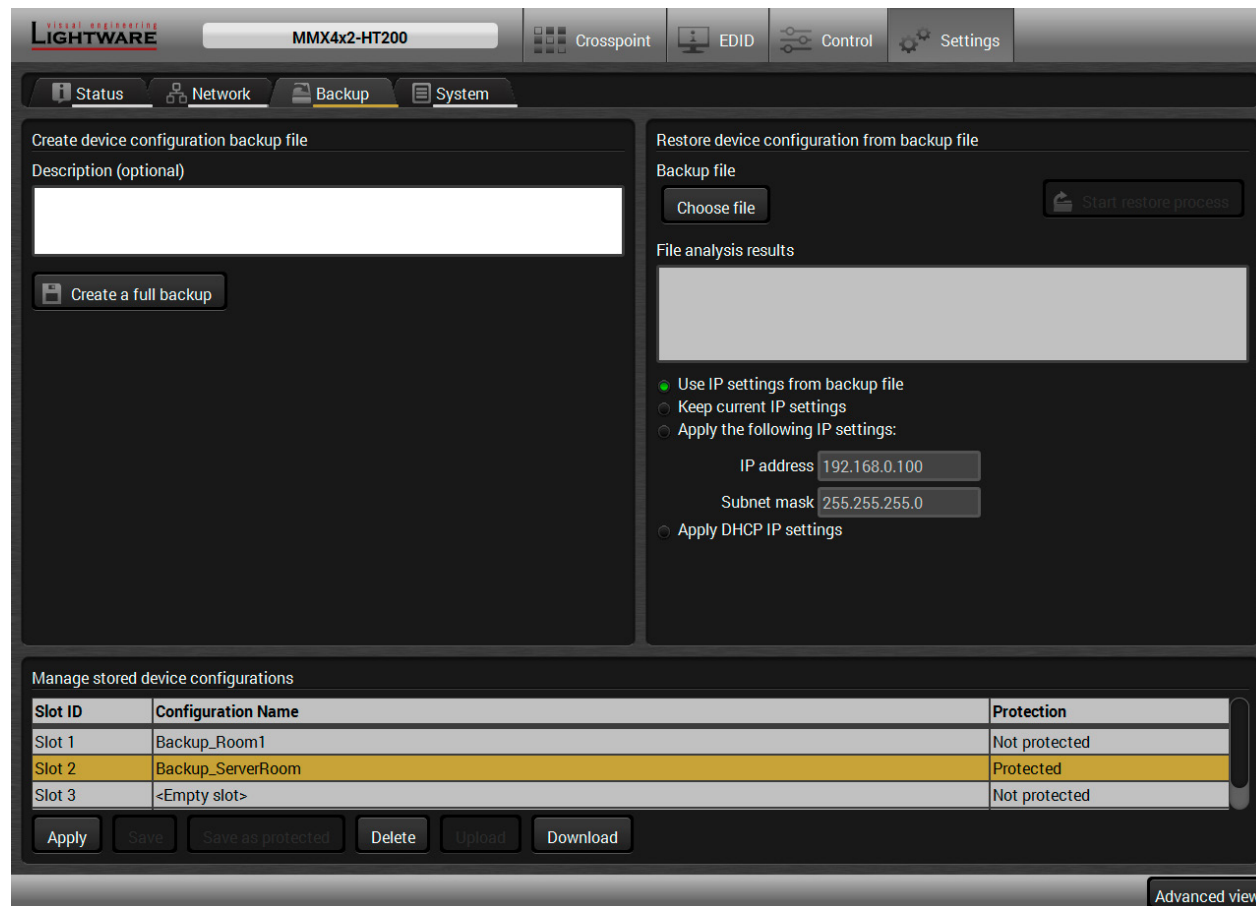 visual engineering
LIGHTWARE
MMX4x2-HT200
Crosspoint
EDID
Control
Settings
Status
Network
Backup
System
Create device configuration backup file
Description (optional)
Create a full backup
Restore device configuration from backup file
Backup file
Choose file
Start restore process
File analysis results
Use IP settings from backup file
Keep current IP settings
Apply the following IP settings:
IP address 192.168.0.100
Subnet mask 255.255.255.0
Apply DHCP IP settings
Manage stored device configurations
Slot ID Configuration Name Protection
Slot 1 Backup_Room1 Not protected
Slot 2 Backup_ServerRoom Protected
Slot 3 <Empty slot> Not protected
Apply Save Save as protected Delete Upload Download
Advanced view